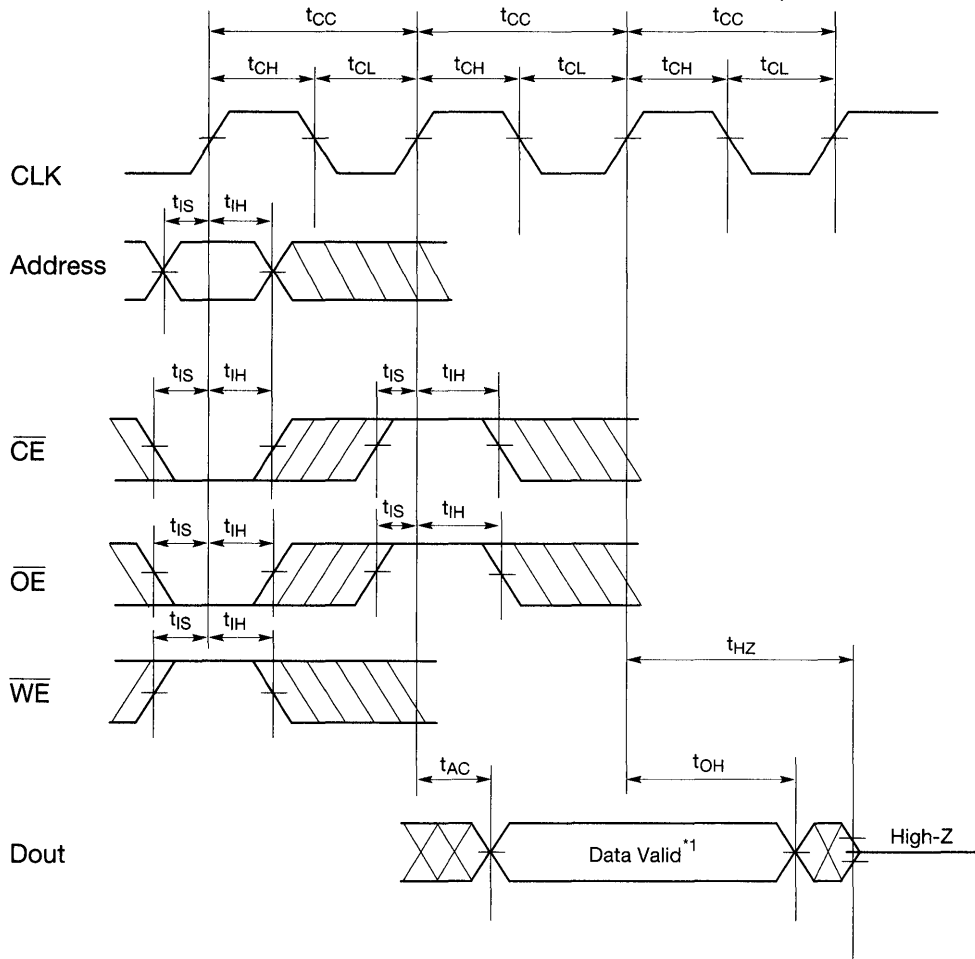 tCC tCC tCC
tCH tCL tCH tCL tCH tCL
CLK
tIS tIH
Address
tIS tIH tIS tIH
CE
tIS tIH tIS tIH
OE
tIS tIH
WE
tHZ
tAC tOH
Dout
Data Valid*1
High-Z